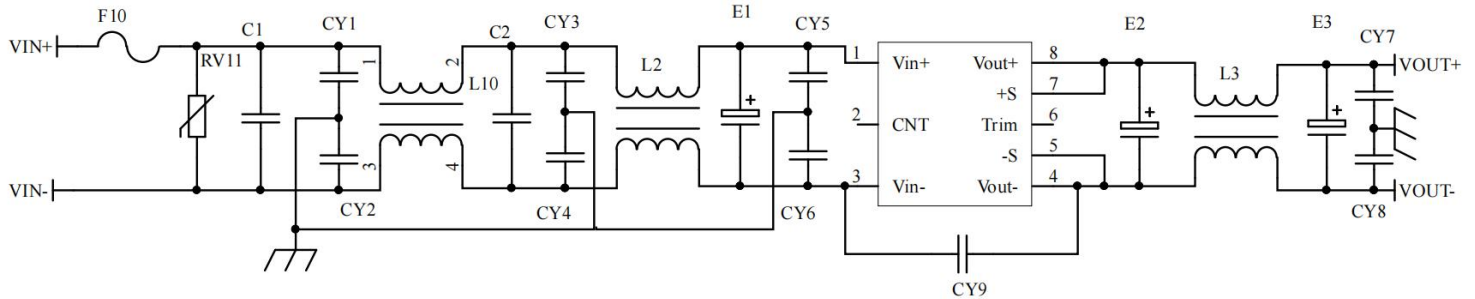 F10
C1
CY1
C2
CY3
E1
CY5
E2
E3
CY7
VIN+
RV11
1
2
L10
L2
1
Vin+
Vout+
8
L3
VOUT+
+S
7
2
CNT
Trim
6
-S
5
3
4
VIN-
3
Vin-
Vout-
4
VOUT-
CY2
CY4
CY6
CY8
CY9